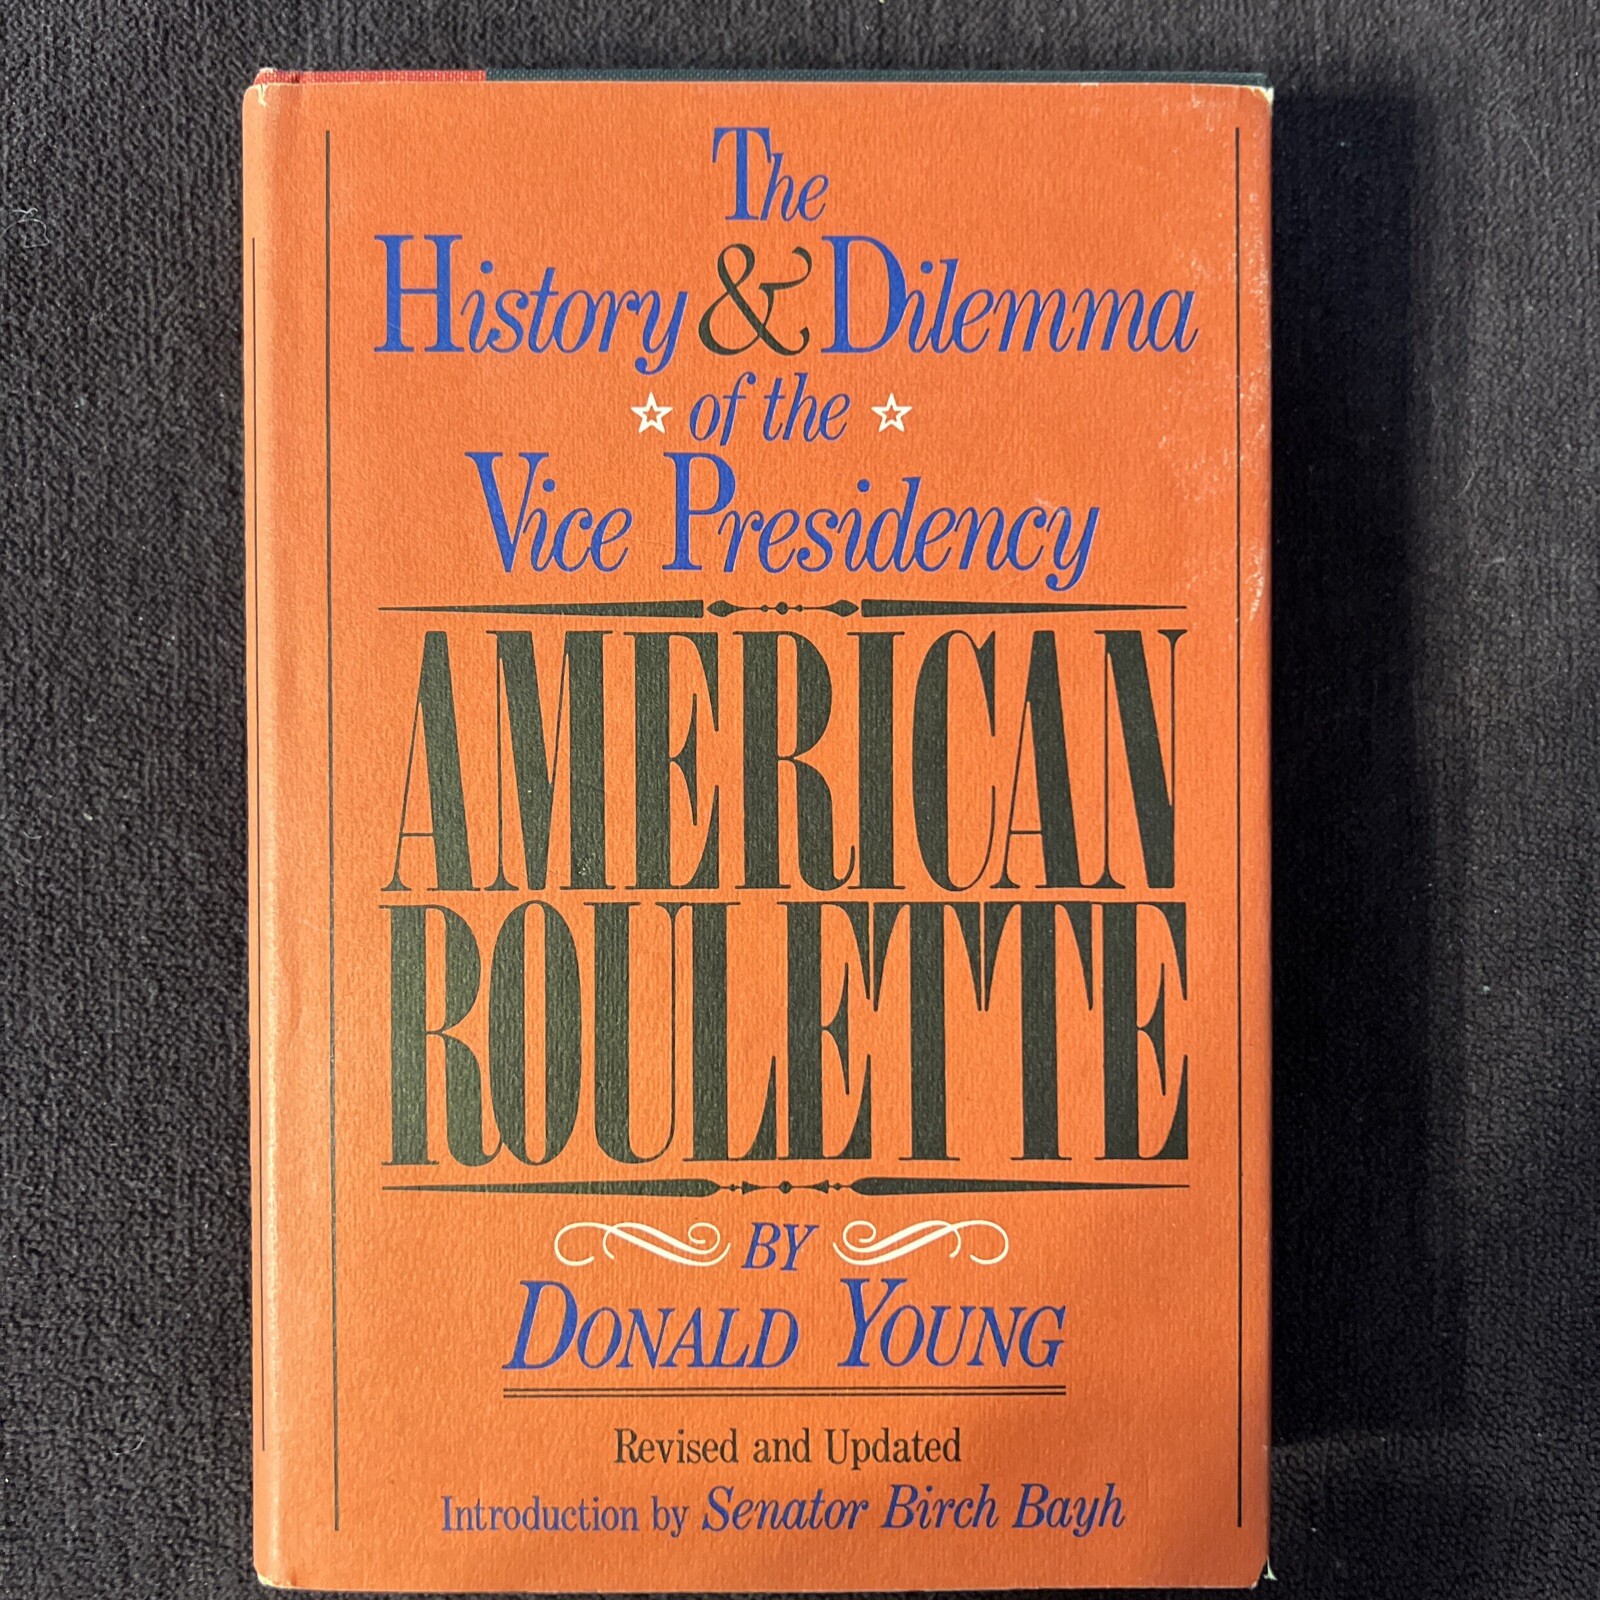 The
History & Dilemma
of the
Vice Presidency
AMERICAN
ROULETTE
BY
DONALD YOUNG
Revised and Updated
Introduction by Senator Birch Bayh